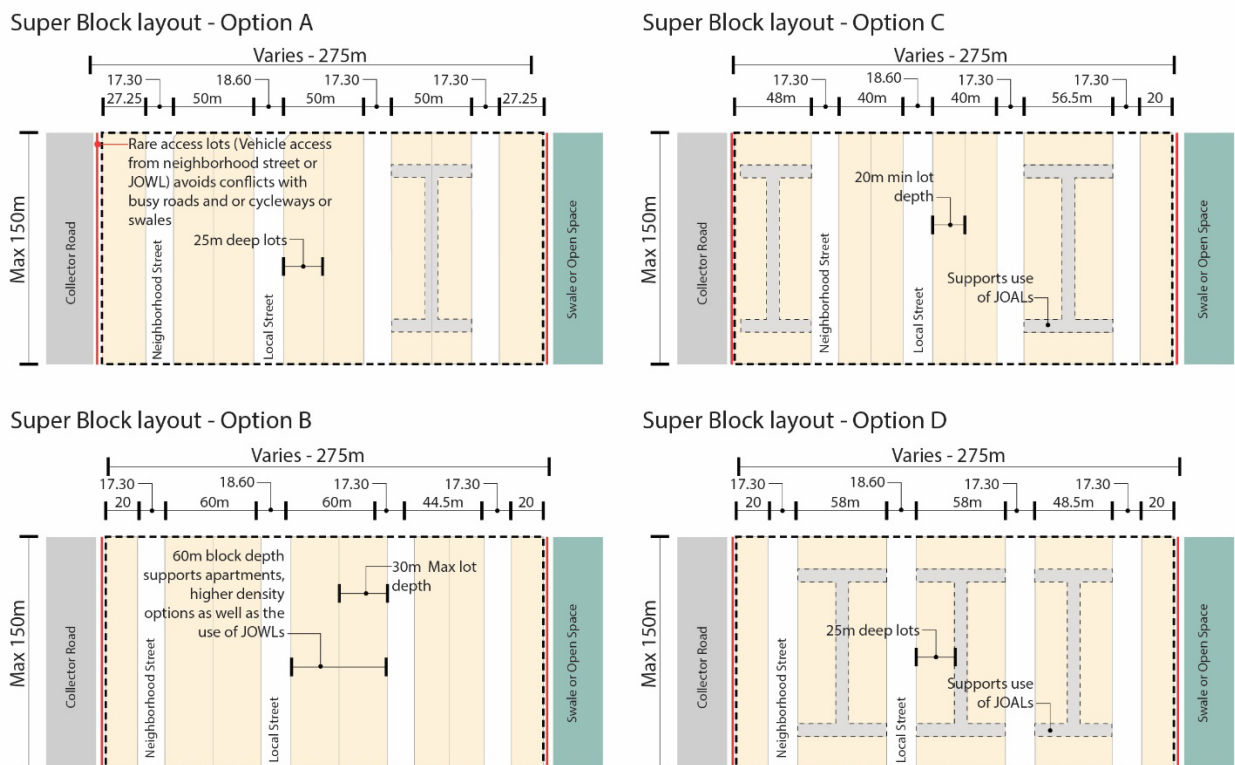 Super Block layout - Option A
Varies - 275m
17.30
18.60
17.30
17.30
27.25
50m
50m
50m
27.25
Max 150m
Collector Road
Rare access lots (Vehicle access
from neighborhood street or
JOWL) avoids conflicts with
busy roads and or cycleways or
swales
25m deep lots
Neighborhood Street
Local Street
Swale or Open Space
Super Block layout - Option C
Varies - 275m
17.30
18.60
17.30
17.30
48m
40m
40m
56.5m
20
Max 150m
Collector Road
20m min lot
depth
Supports use
of JOALs
Neighborhood Street
Local Street
Swale or Open Space
Super Block layout - Option B
Varies - 275m
17.30
18.60
17.30
17.30
20
60m
60m
44.5m
20
Max 150m
Collector Road
60m block depth
supports apartments,
higher density
options as well as the
use of JOWLs
30m Max lot
depth
Neighborhood Street
Local Street
Swale or Open Space
Super Block layout - Option D
Varies - 275m
17.30
18.60
17.30
17.30
20
58m
58m
48.5m
20
Max 150m
Collector Road
25m deep lots
Supports use
of JOALs
Neighborhood Street
Local Street
Swale or Open Space